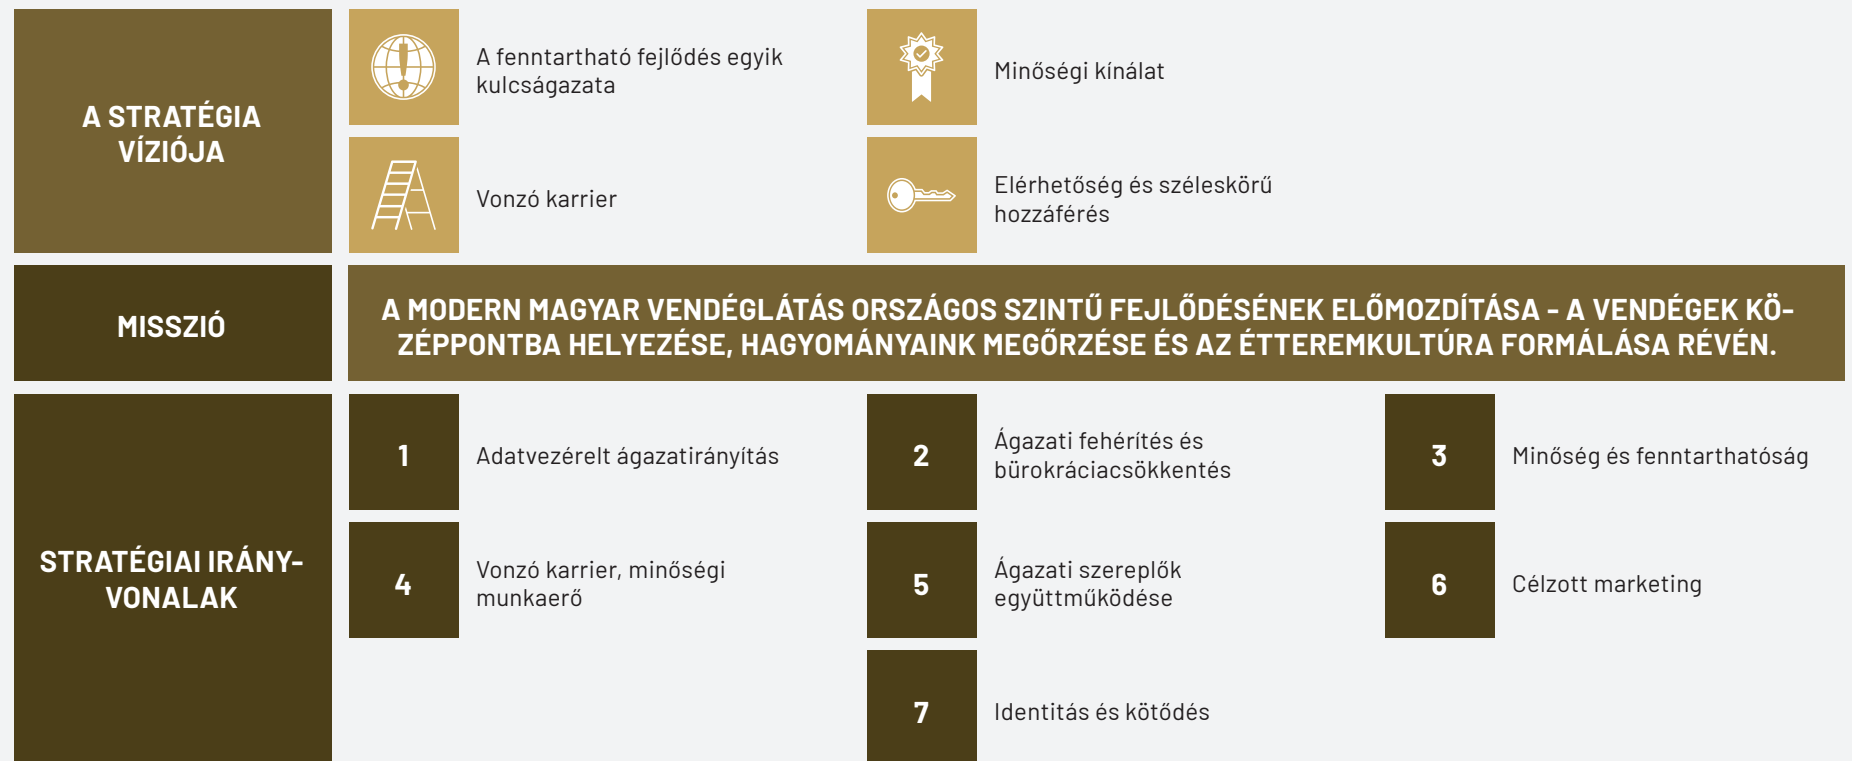 A STRATÉGIA
VÍZIÓJA
A fenntartható fejlődés egyik
kulcságazata
Minőségi kínálat
Vonzó karrier
Elérhetőség és széleskörű
hozzáférés
MISSZIÓ
A MODERN MAGYAR VENDÉGLÁTÁS ORSZÁGOS SZINTŰ FEJLŐDÉSÉNEK ELŐMOZDÍTÁSA - A VENDÉGEK KÖ-
ZÉPPONTBA HELYEZÉSE, HAGYOMÁNYAINK MEGŐRZÉSE ÉS AZ ÉTTEREMKULTÚRA FORMÁLÁSA RÉVÉN.
STRATÉGIAI IRÁNY-
VONALAK
1
Adatvezérelt ágazatirányítás
2
Ágazati fehérítés és
bürokráciacsökkentés
3
Minőség és fenntarthatóság
4
Vonzó karrier, minőségi
munkaerő
5
Ágazati szereplők
együttműködése
6
Célzott marketing
7
Identitás és kötődés